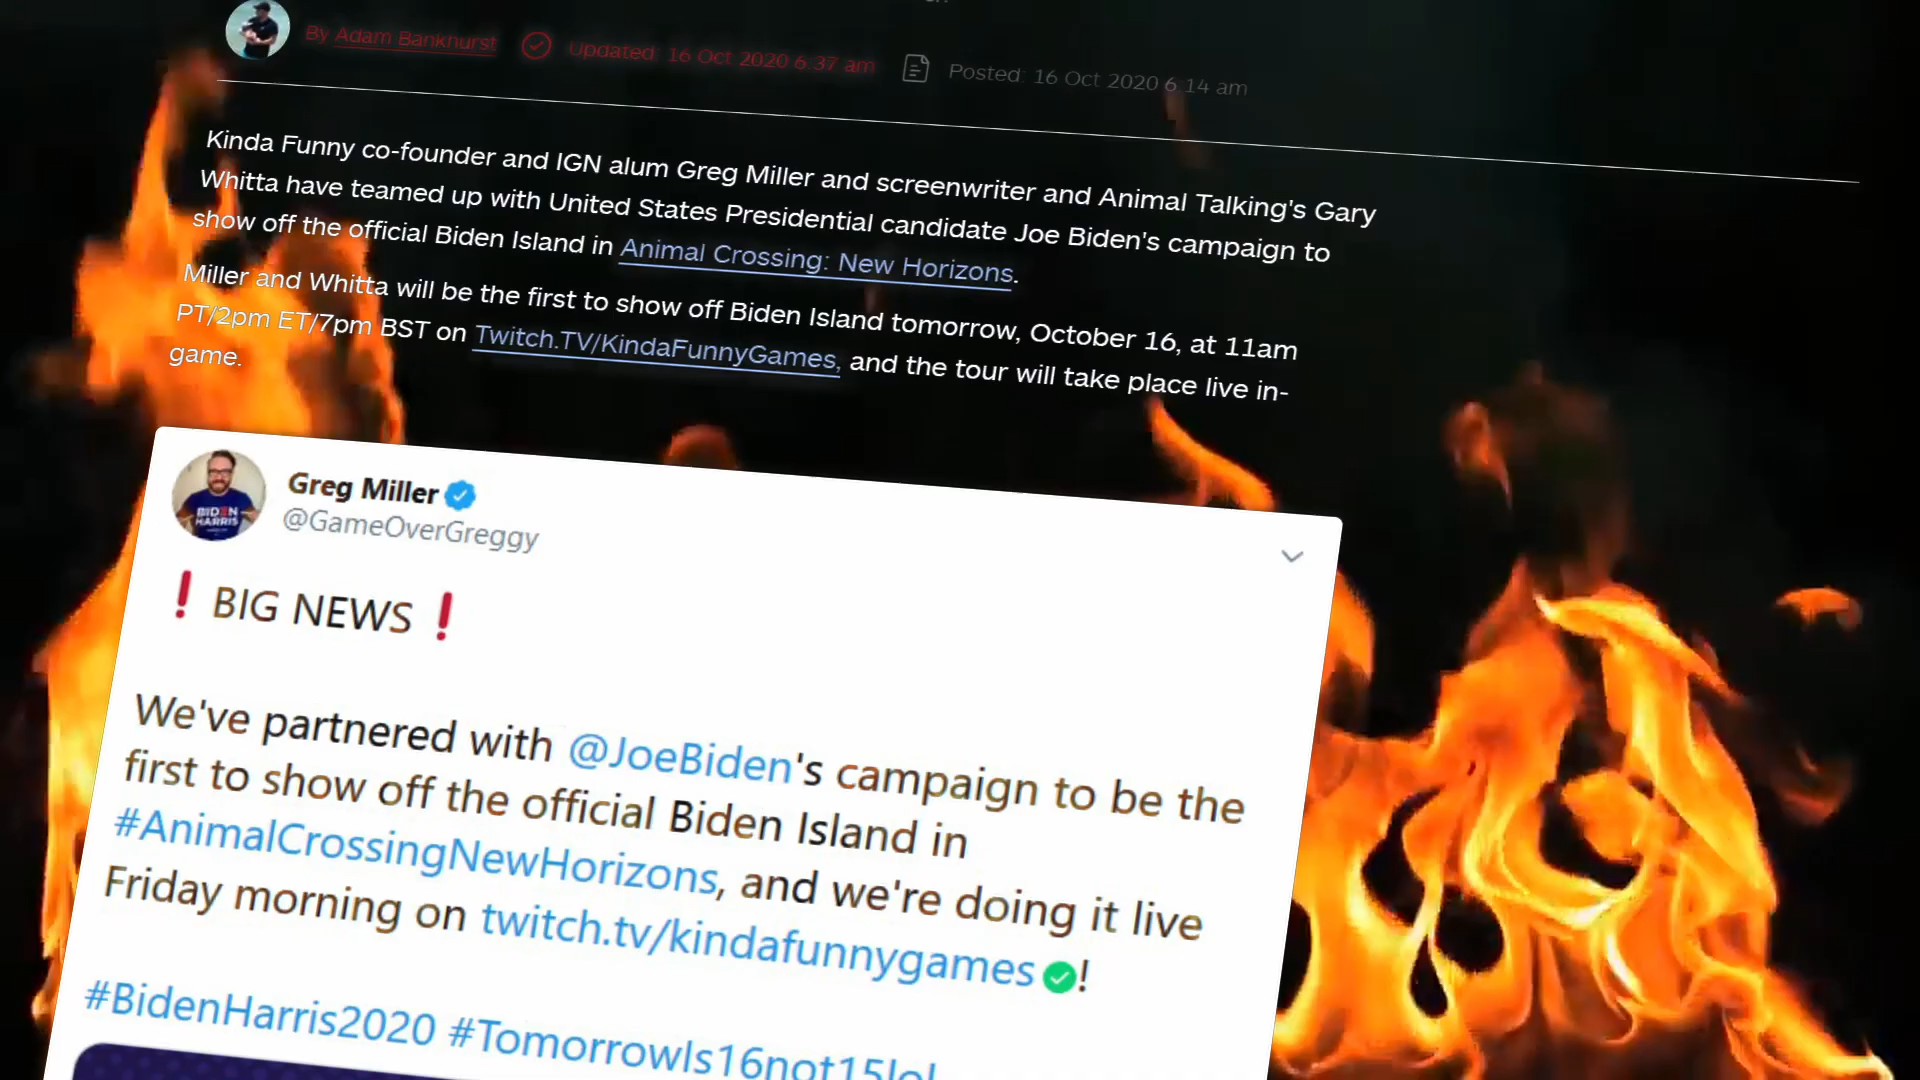 By Adam Bankhurst Updated: 16 Oct 2020 6.37 am Posted: 16 Oct 2020 6:14 am
Kinda Funny co-founder and IGN alum Greg Miller and screenwriter and Animal Talking's Gary
Whitta have teamed up with United States Presidential candidate Joe Biden's campaign to
show off the official Biden Island in Animal Crossing: New Horizons.
Miller and Whitta will be the first to show off Biden Island tomorrow, October 16, at 11am
PT/2pm ET/7pm BST on Twitch.TV/KindaFunnyGames, and the tour will take place live in-
game.
Greg Miller
@GameOverGreggy
BIDEN
HARRIS
❗ BIG NEWS ❗
We've partnered with @JoeBiden's campaign to be the
first to show off the official Biden Island in
#AnimalCrossingNewHorizons, and we're doing it live
Friday morning on twitch.tv/kindafunnygames!
#BidenHarris2020 #TomorrowIs16not15lol